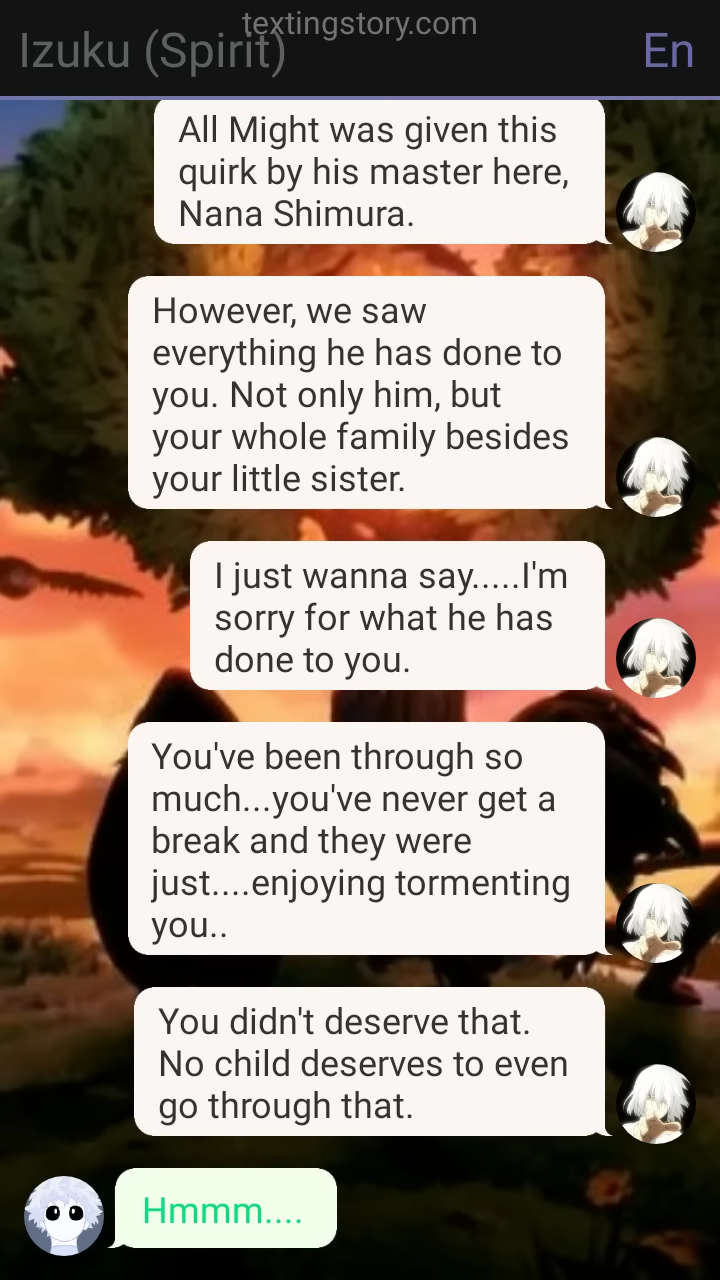 textingstory.com
Izuku (Spirit)
En
All Might was given this
quirk by his master here,
Nana Shimura.
However, we saw
everything he has done to
you. Not only him, but
your whole family besides
your little sister.
I just wanna say.....I'm
sorry for what he has
done to you.
You've been through so
much...you've never get a
break and they were
just....enjoying tormenting
you..
You didn't deserve that.
No child deserves to even
go through that.
Hmmm....